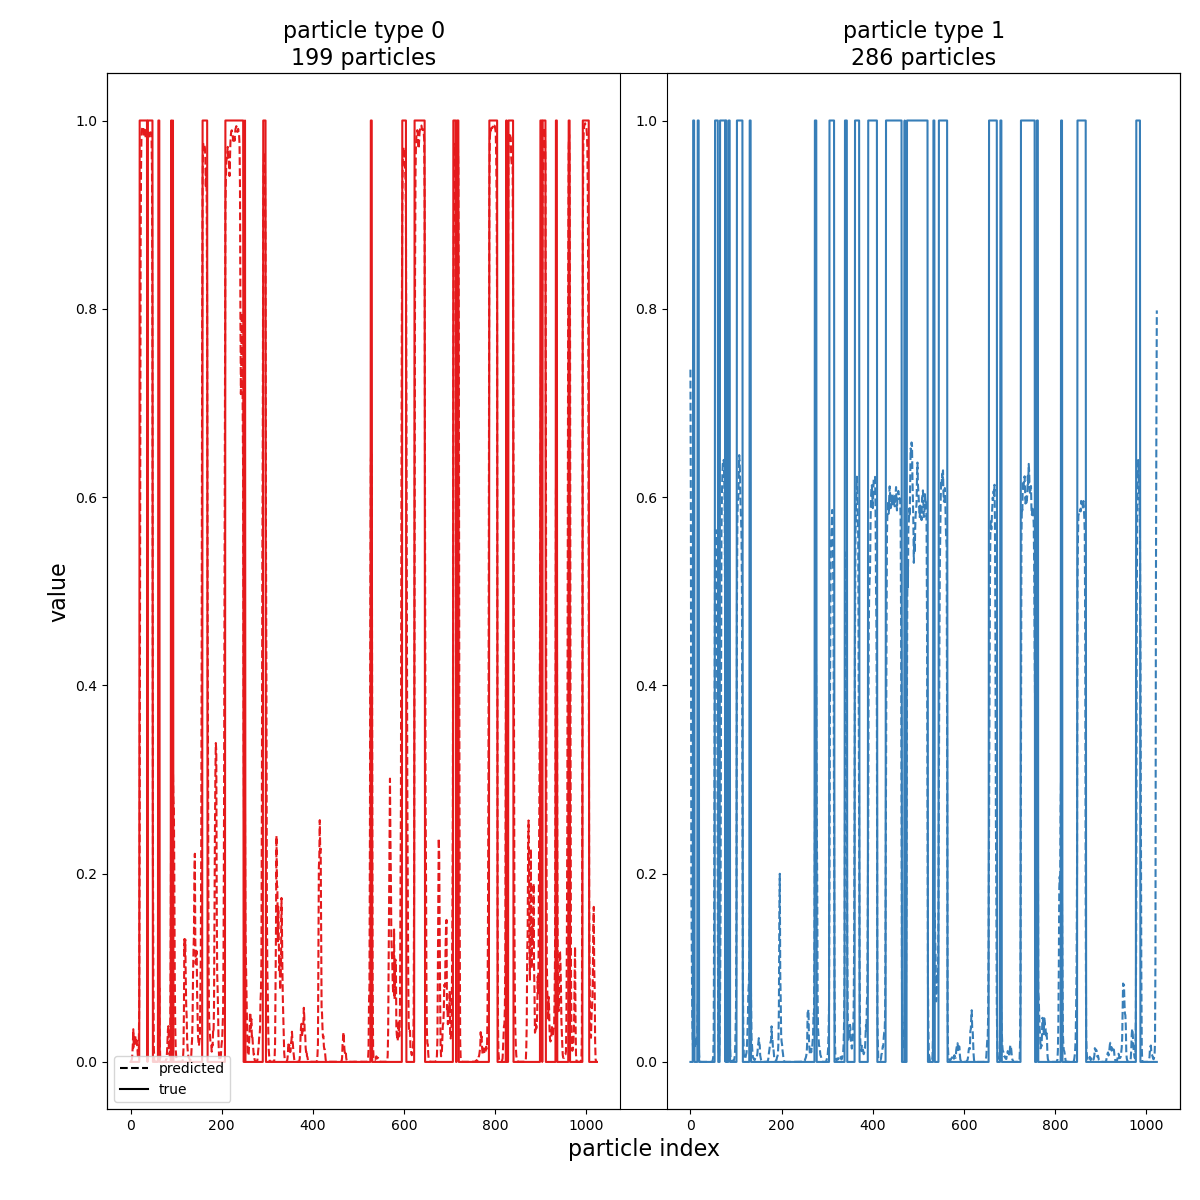 particle type 0
199 particles
particle type 1
286 particles
value
1.0
0.8
0.6
0.4
0.2
0.0
1.0
0.8
0.6
0.4
0.2
0.0
predicted
true
0 200 400 600 800 1000
0 200 400 600 800 1000
particle index